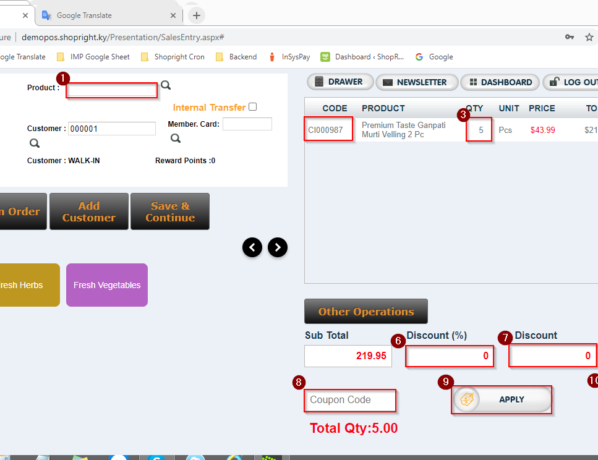 Google Translate
ure | demopos.shopright.ky/Presentation/SalesEntry.aspx#
ogle Translate IMP Google Sheet Shopright Cron Backend InSysPay Dashboard ‹ ShopR... Google
1
Product :
Internal Transfer
Customer : 000001 Member. Card:
Customer : WALK-IN Reward Points :0
n Order Add Customer Save & Continue
resh Herbs Fresh Vegetables
DRAWER NEWSLETTER DASHBOARD LOG OUT
CODE PRODUCT QTY UNIT PRICE TO
3
CI000987 Premium Taste Ganpati Murti Velling 2 Pc 5 Pcs $43.99 $21
Other Operations
Sub Total 6 Discount (%) 7 Discount
219.95 0 0
8 9 10
Coupon Code APPLY
Total Qty:5.00